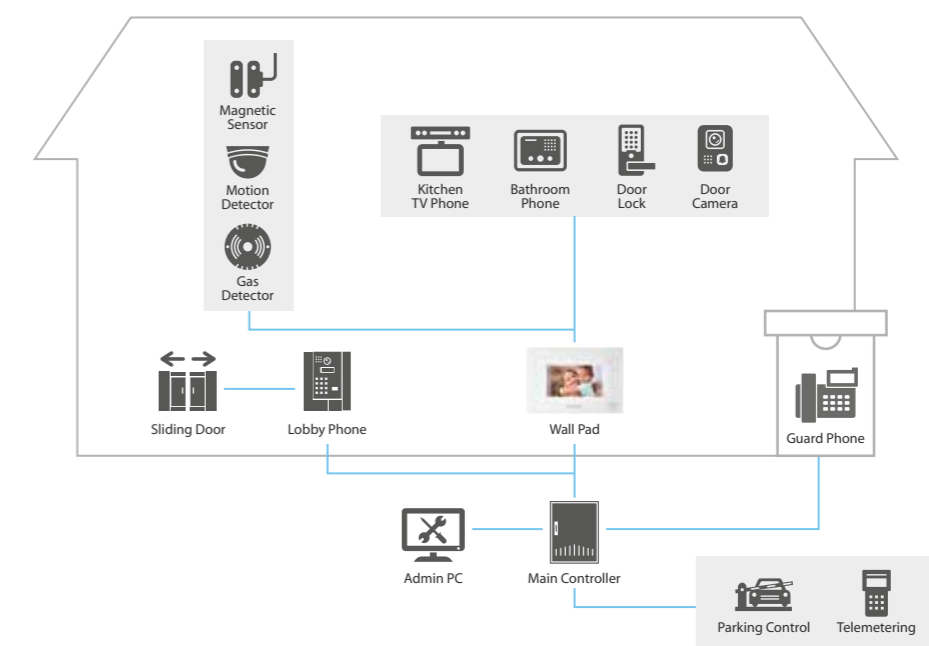 Magnetic
Sensor
Motion
Detector
Gas
Detector
Kitchen
TV Phone
Bathroom
Phone
Door
Lock
Door
Camera
Sliding Door
Lobby Phone
Wall Pad
Guard Phone
Admin PC
Main Controller
Parking Control
Telemetering